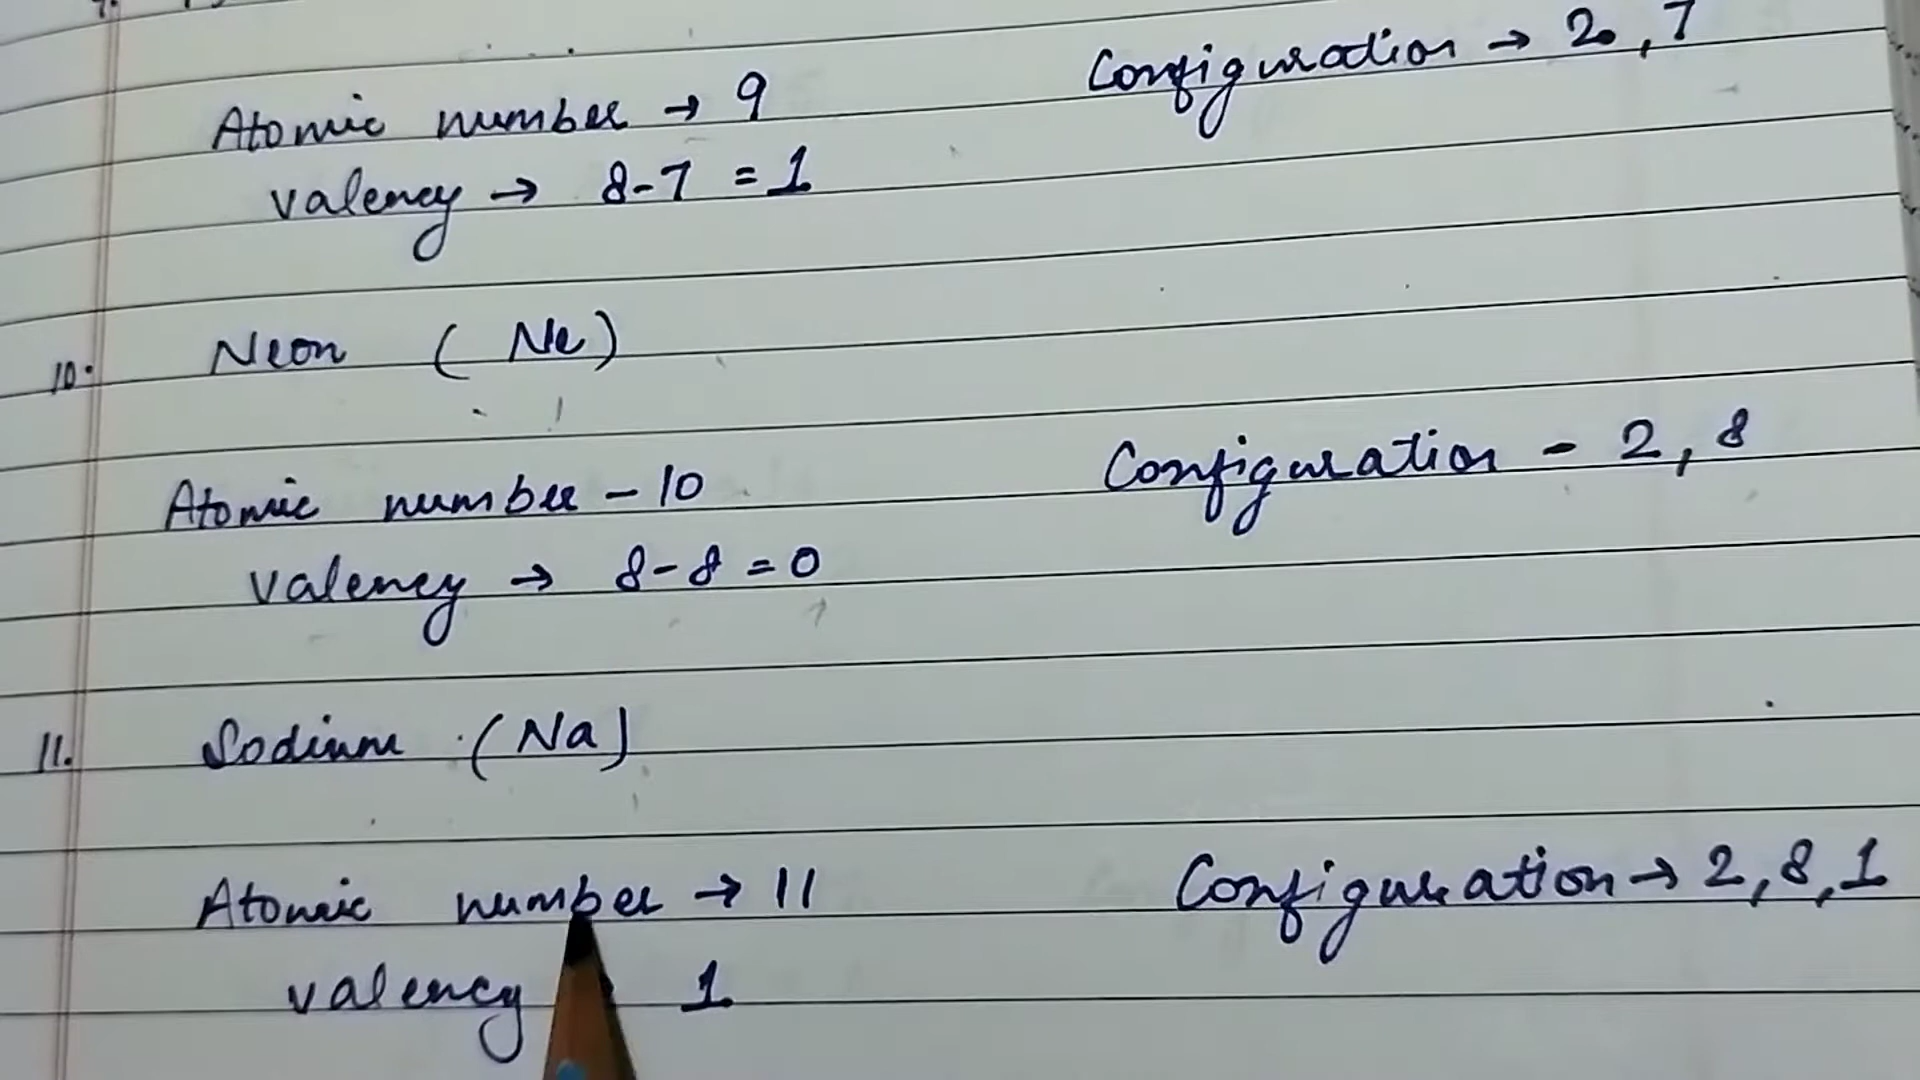 Atomic number → 9 Configuration → 2, 7
valency → 8-7 = 1
10. Neon ( Ne )
Atomic number - 10 Configuration - 2, 8
valency → 8-8 = 0
11. Sodium (Na)
Atomic number → 11 Configuration → 2, 8, 1
valency 1